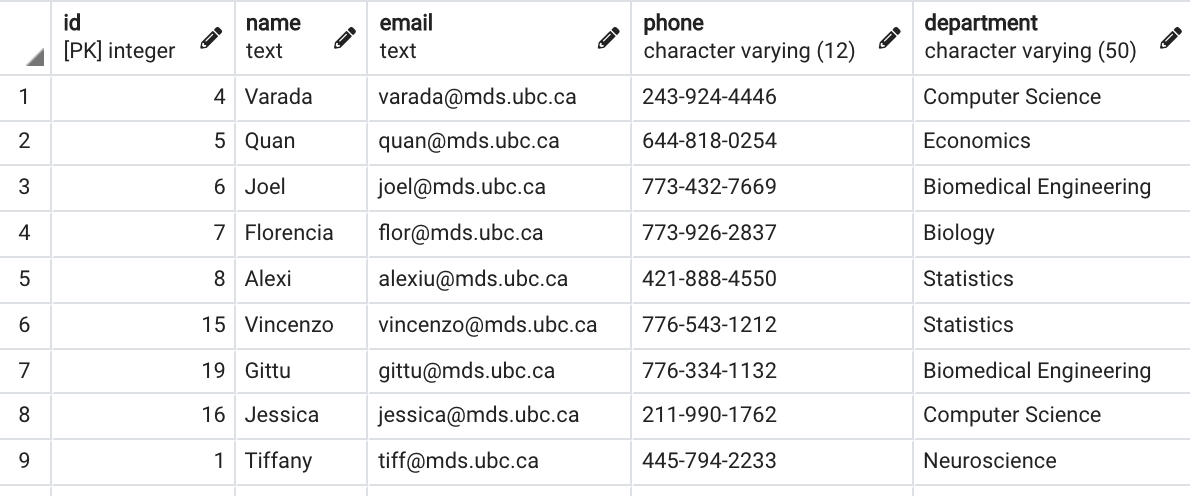 id name email phone department
[PK] integer text text character varying (12) character varying (50)
1 4 Varada varada@mds.ubc.ca 243-924-4446 Computer Science
2 5 Quan quan@mds.ubc.ca 644-818-0254 Economics
3 6 Joel joel@mds.ubc.ca 773-432-7669 Biomedical Engineering
4 7 Florencia flor@mds.ubc.ca 773-926-2837 Biology
5 8 Alexi alexiu@mds.ubc.ca 421-888-4550 Statistics
6 15 Vincenzo vincenzo@mds.ubc.ca 776-543-1212 Statistics
7 19 Gittu gittu@mds.ubc.ca 776-334-1132 Biomedical Engineering
8 16 Jessica jessica@mds.ubc.ca 211-990-1762 Computer Science
9 1 Tiffany tiff@mds.ubc.ca 445-794-2233 Neuroscience